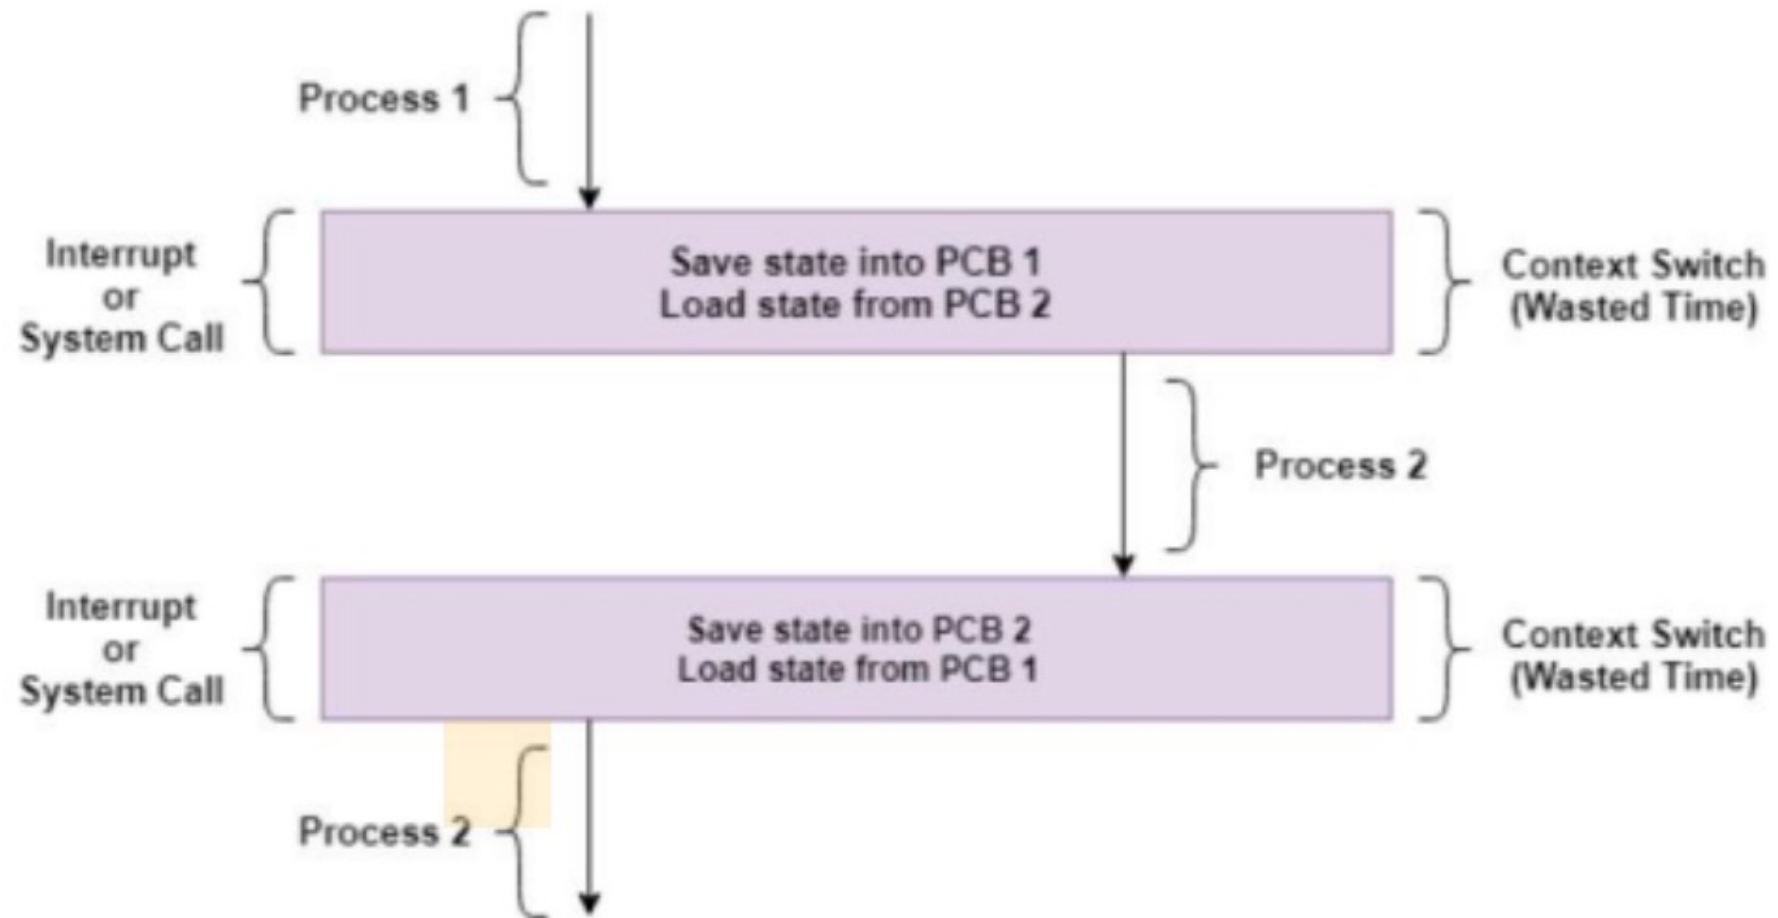 Process 1
Interrupt
or
System Call
Save state into PCB 1
Load state from PCB 2
Context Switch
(Wasted Time)
Process 2
Interrupt
or
System Call
Save state into PCB 2
Load state from PCB 1
Context Switch
(Wasted Time)
Process 2